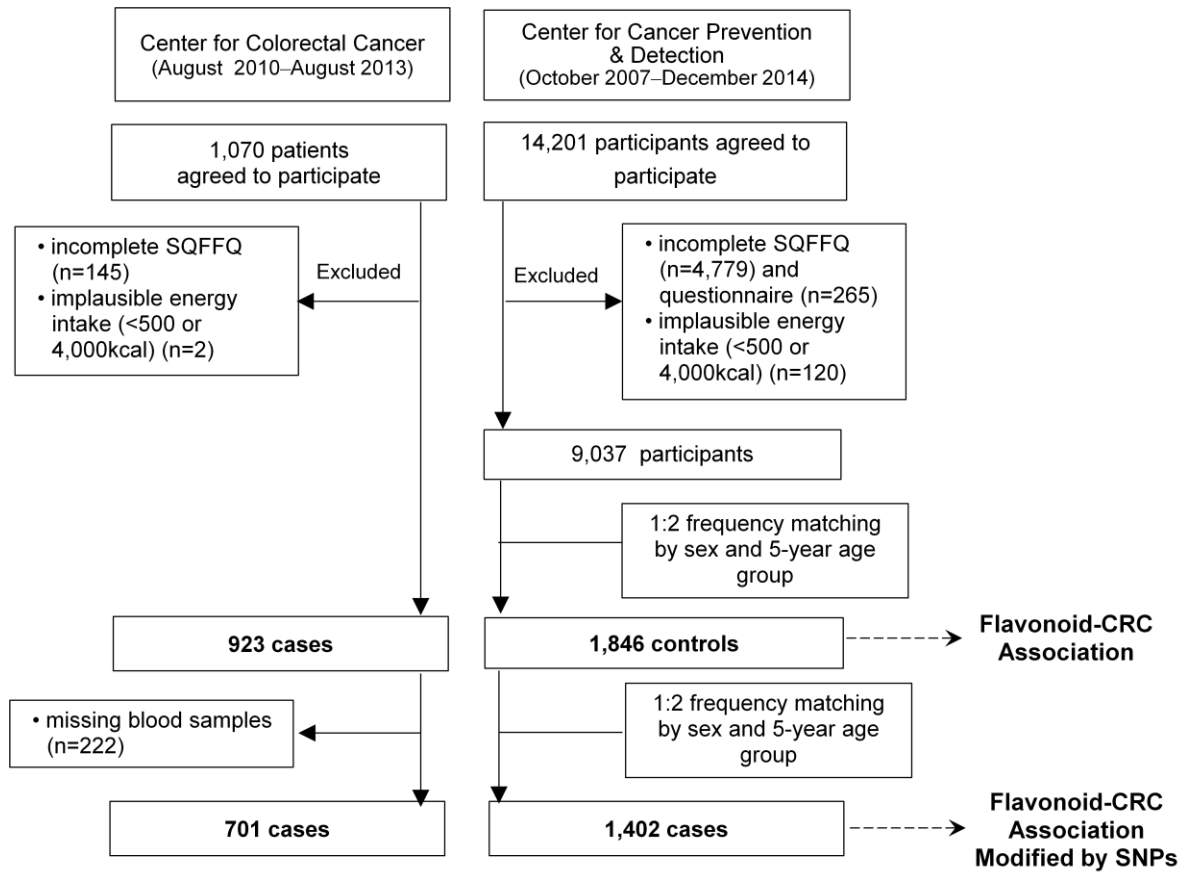 Center for Colorectal Cancer
(August 2010–August 2013)
Center for Cancer Prevention
& Detection
(October 2007–December 2014)
1,070 patients
agreed to participate
14,201 participants agreed to
participate
• incomplete SQFFQ
(n=145)
• implausible energy
intake (<500 or
4,000kcal) (n=2)
Excluded
Excluded
• incomplete SQFFQ
(n=4,779) and
questionnaire (n=265)
• implausible energy
intake (<500 or
4,000kcal) (n=120)
9,037 participants
1:2 frequency matching
by sex and 5-year age
group
923 cases
1,846 controls
Flavonoid-CRC
Association
• missing blood samples
(n=222)
1:2 frequency matching
by sex and 5-year age
group
701 cases
1,402 cases
Flavonoid-CRC
Association
Modified by SNPs